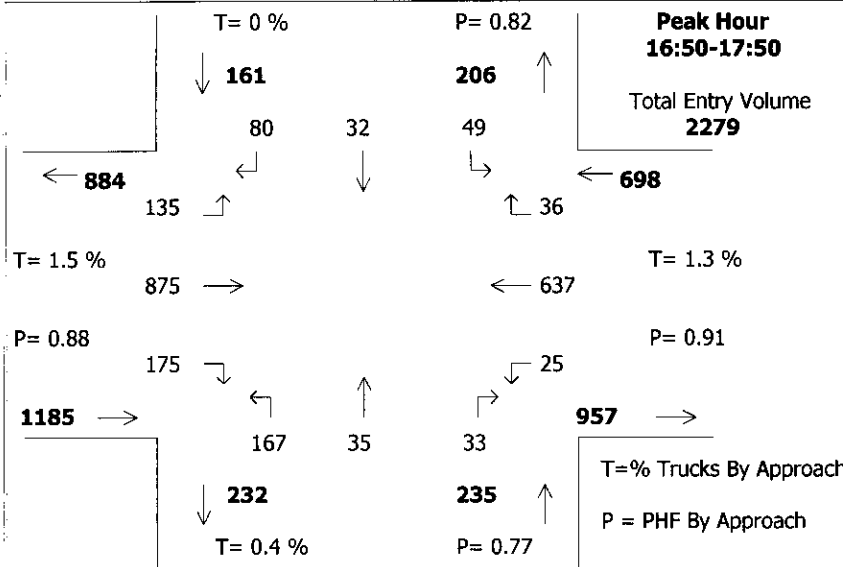 T= 0 % P= 0.82 Peak Hour
16:50-17:50
161 206
Total Entry Volume
2279
80 32 49
884 698
135 36
T= 1.5 % T= 1.3 %
875 637
P= 0.88 P= 0.91
175 25
1185 957
167 35 33
T=% Trucks By Approach
232 235
P = PHF By Approach
T= 0.4 % P= 0.77